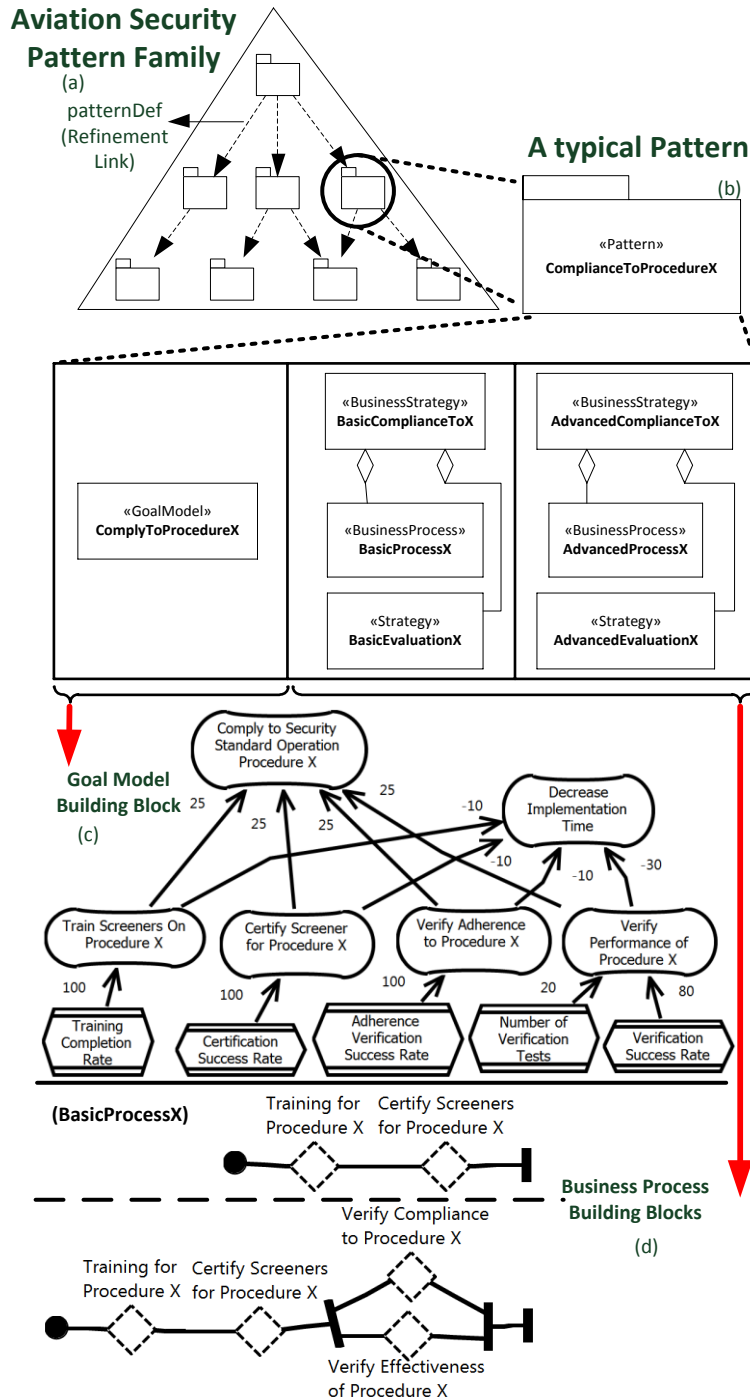 Aviation Security
Pattern Family
(a)
patternDef
(Refinement
Link)
A typical Pattern
(b)
«Pattern»
ComplianceToProcedureX
«GoalModel»
ComplyToProcedureX
«BusinessStrategy»
BasicComplianceToX
«BusinessProcess»
BasicProcessX
«Strategy»
BasicEvaluationX
«BusinessStrategy»
AdvancedComplianceToX
«BusinessProcess»
AdvancedProcessX
«Strategy»
AdvancedEvaluationX
Goal Model
Building Block
(c)
Comply to Security
Standard Operation
Procedure X
Decrease
Implementation
Time
25
25
25
25
-10
-10
-10
-30
Train Screeners On
Procedure X
Certify Screener
for Procedure X
Verify Adherence
to Procedure X
Verify
Performance of
Procedure X
100
100
100
20
80
Training
Completion
Rate
Certification
Success Rate
Adherence
Verification
Success Rate
Number of
Verification
Tests
Verification
Success Rate
(BasicProcessX)
Training for
Procedure X
Certify Screeners
for Procedure X
Business Process
Building Blocks
(d)
Training for
Procedure X
Certify Screeners
for Procedure X
Verify Compliance
to Procedure X
Verify Effectiveness
of Procedure X